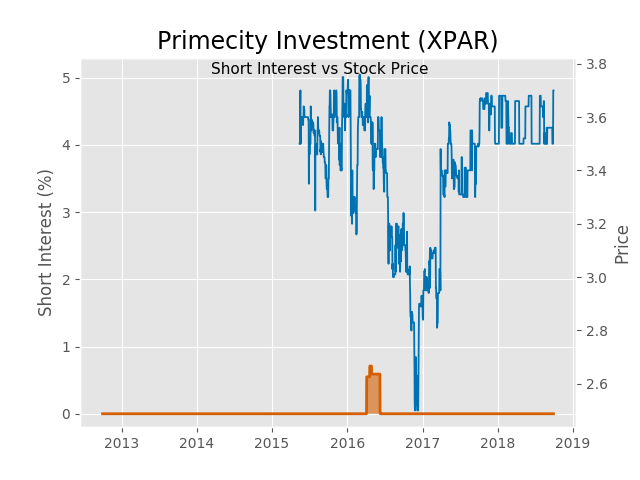 Primecity Investment (XPAR)
Short Interest vs Stock Price
Short Interest (%)
5
4
3
2
1
0
3.8
3.6
3.4
3.2
3.0
2.8
2.6
Price
2013 2014 2015 2016 2017 2018 2019